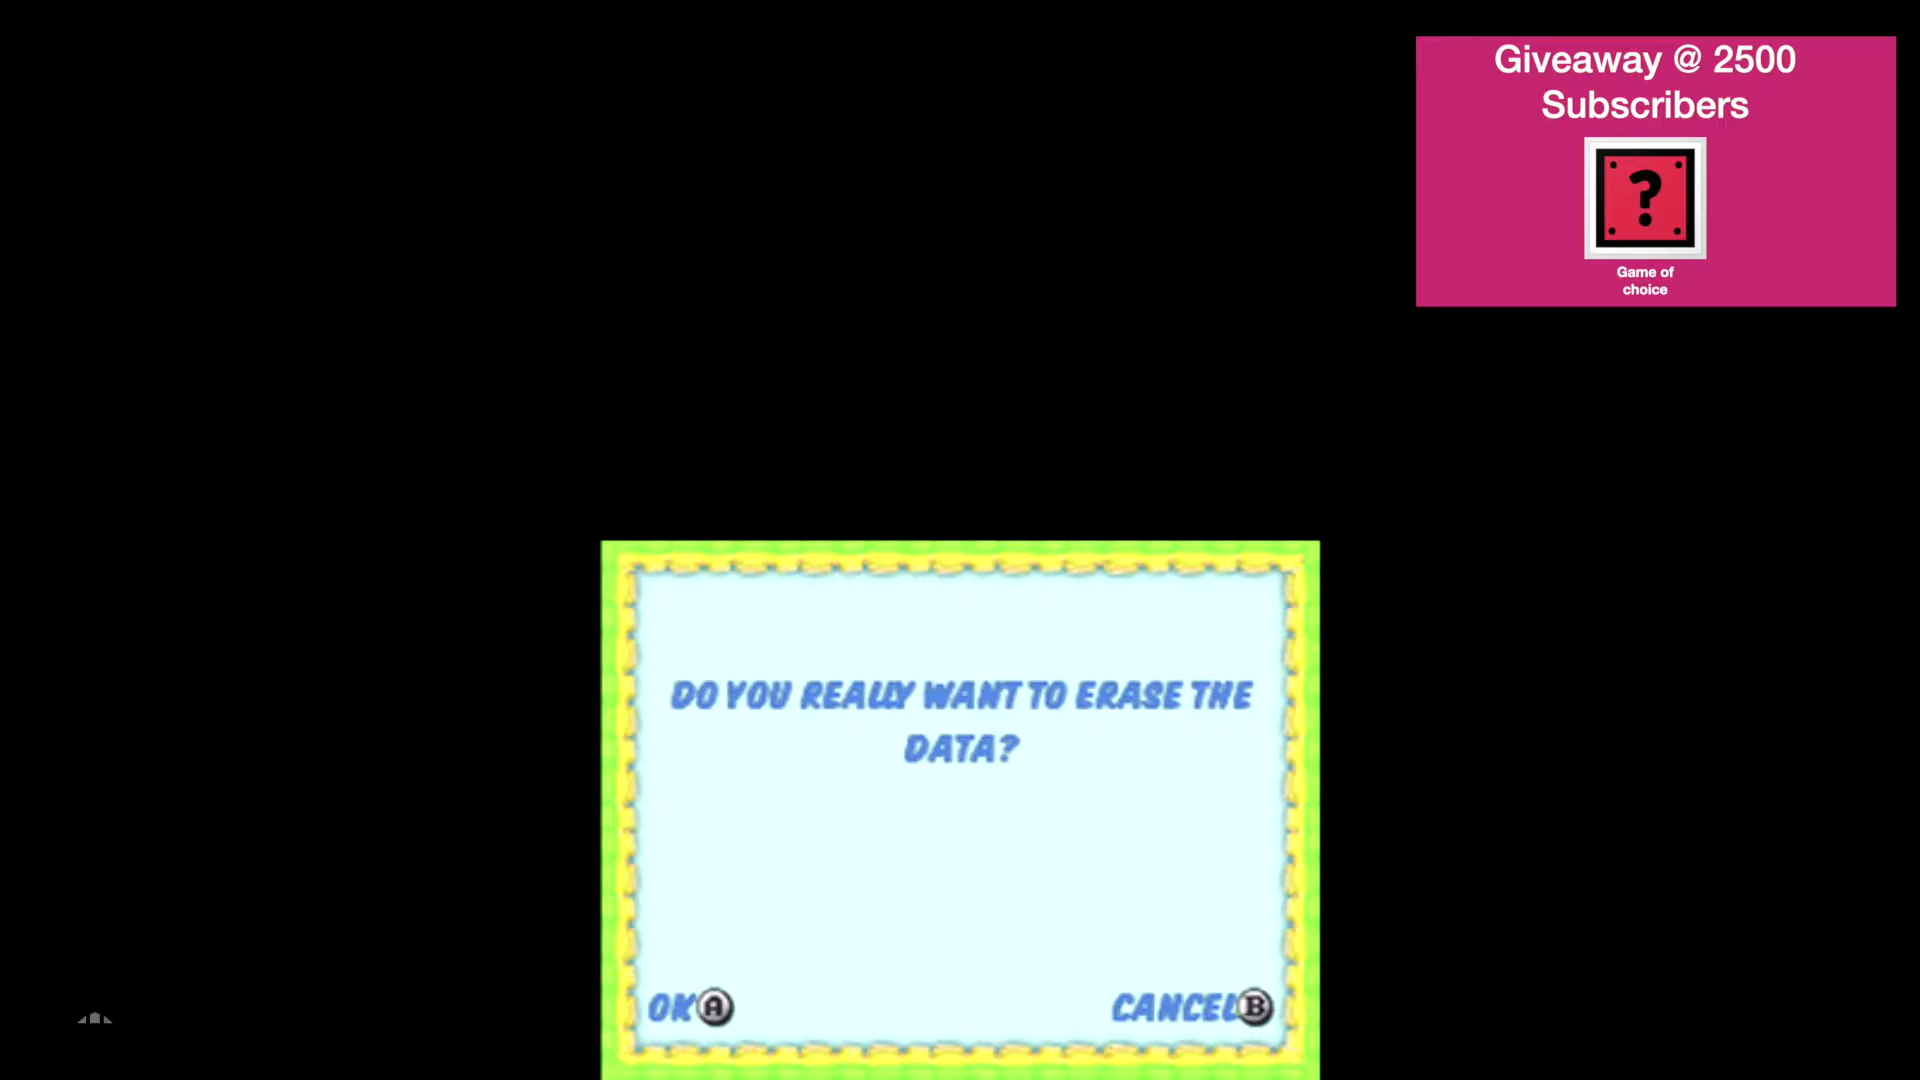 Giveaway @ 2500
Subscribers
?
Game of
choice
DO YOU REALLY WANT TO ERASE THE
DATA?
OK A
CANCEL B